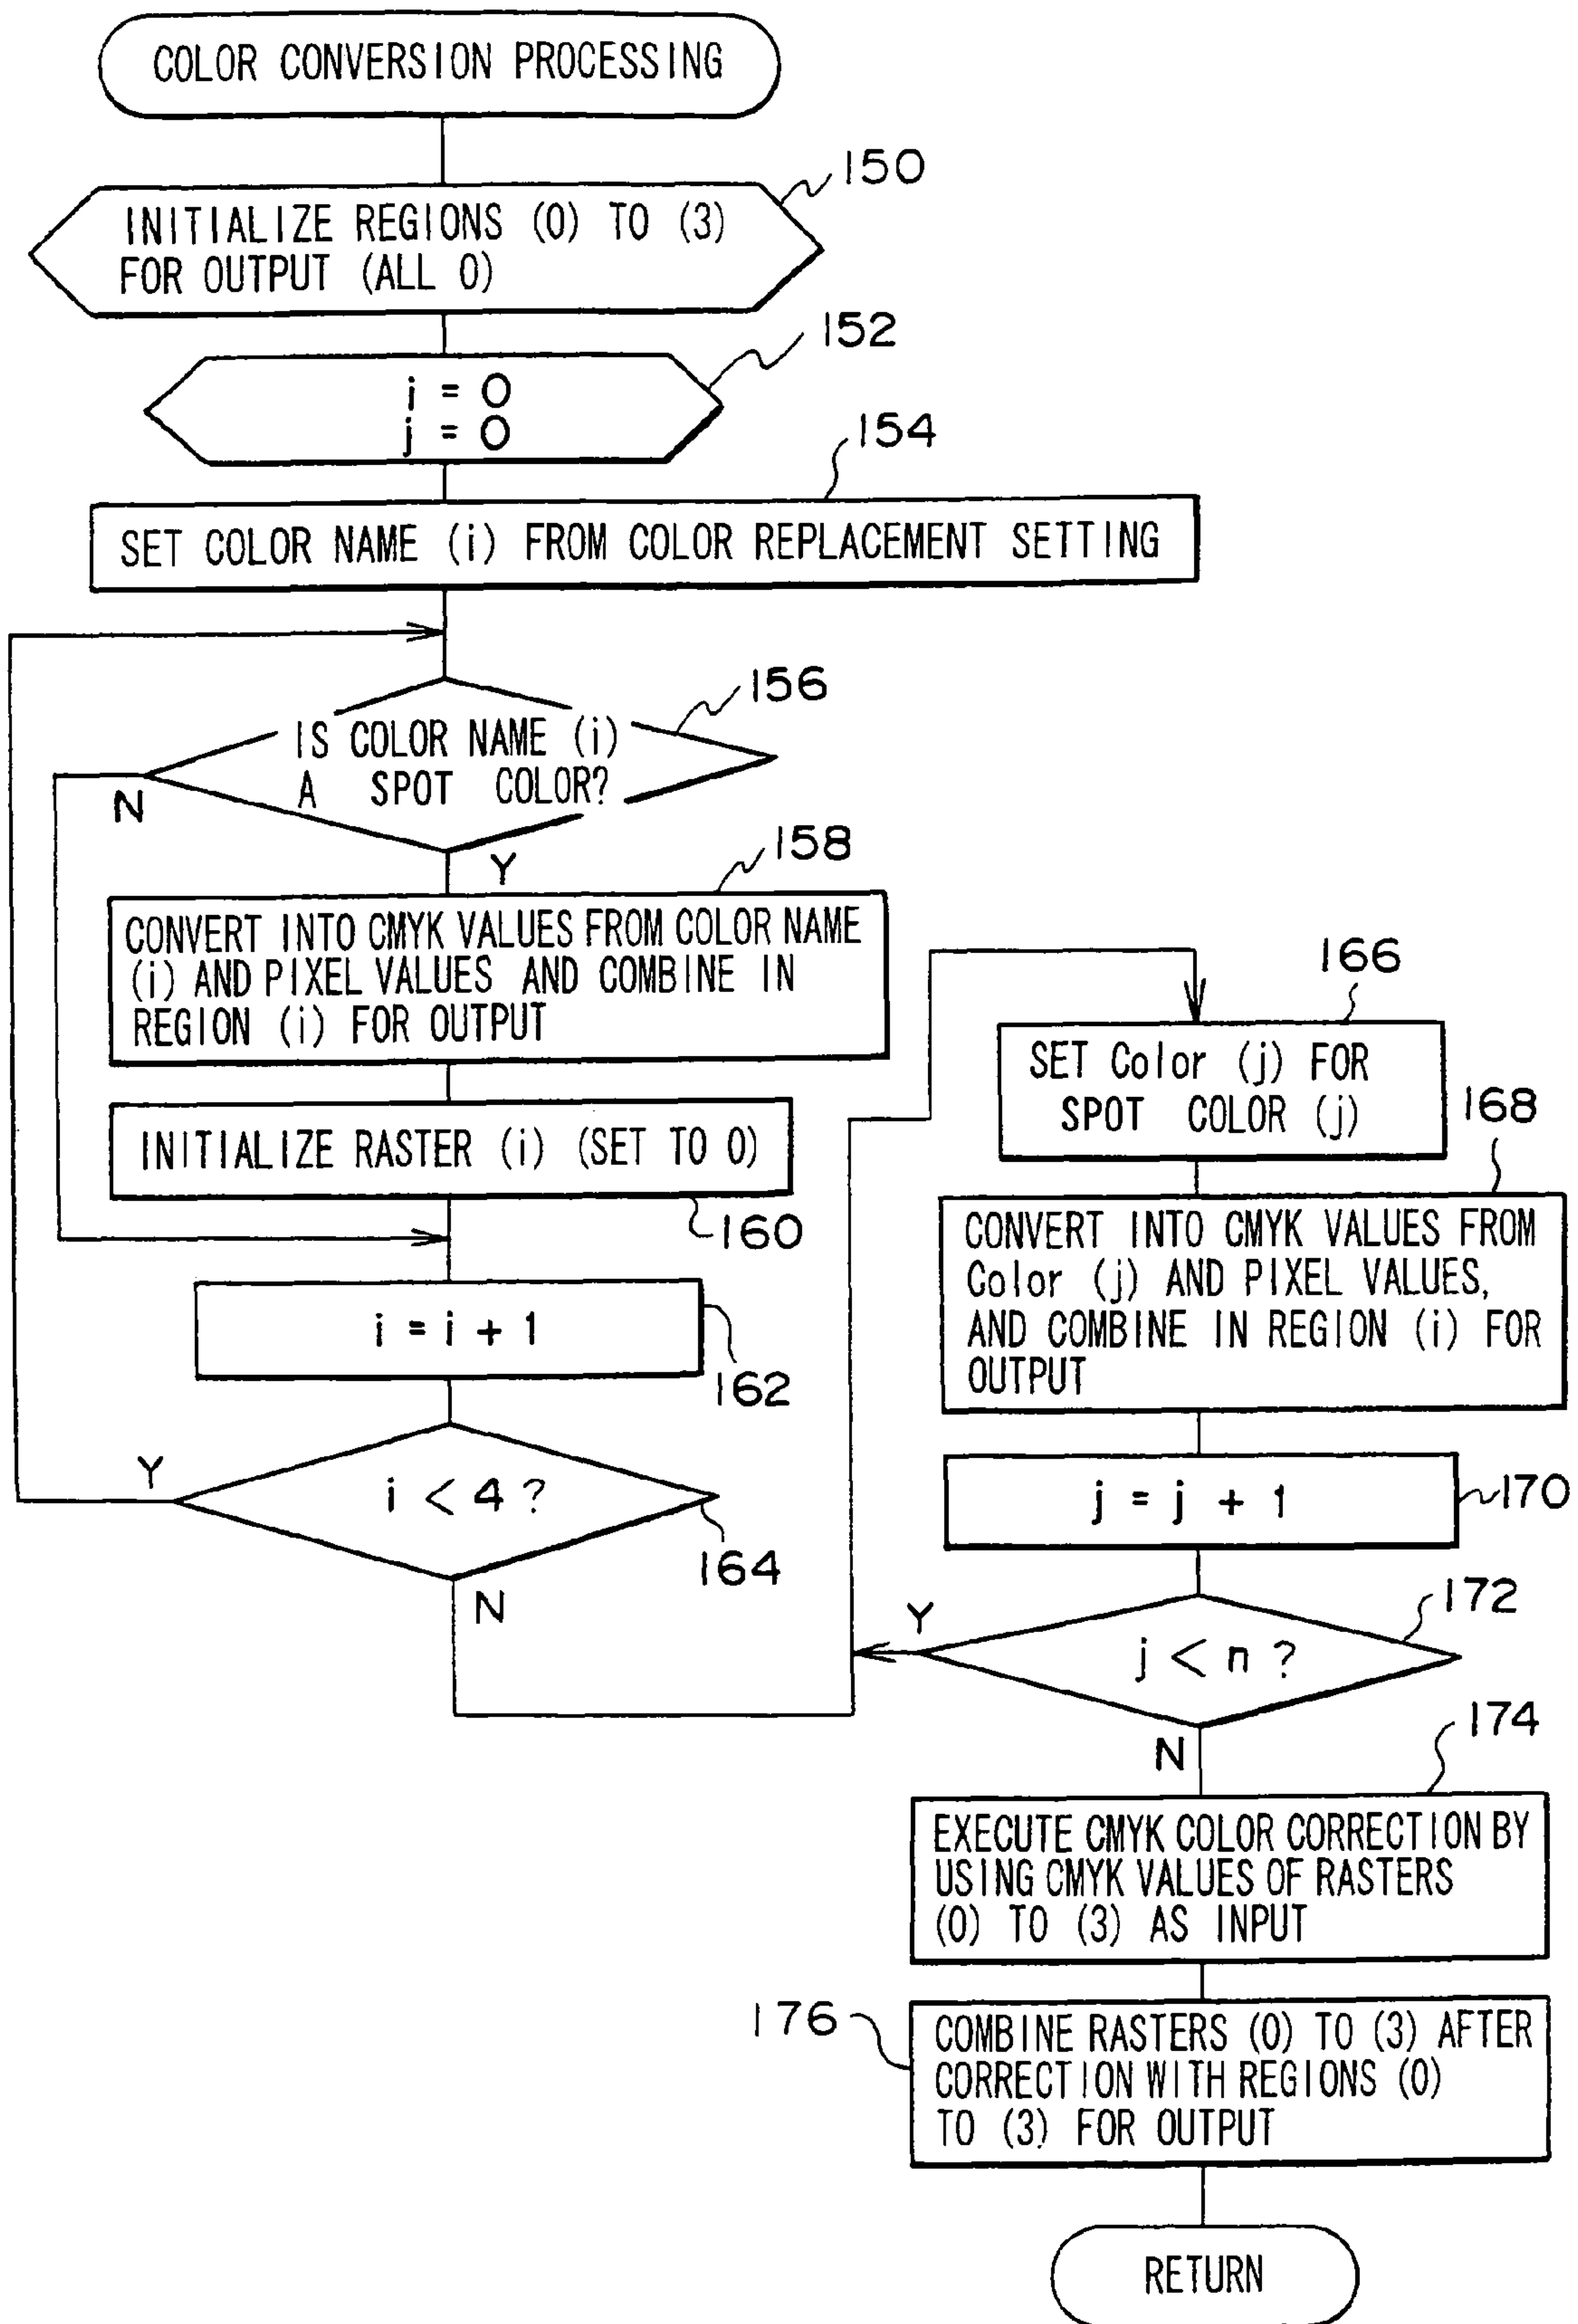 COLOR CONVERSION PROCESSING
150
INITIALIZE REGIONS (0) TO (3)
FOR OUTPUT (ALL 0)
152
i = 0
j = 0
154
SET COLOR NAME (i) FROM COLOR REPLACEMENT SETTING
156
IS COLOR NAME (i)
A SPOT COLOR?
N
Y
158
CONVERT INTO CMYK VALUES FROM COLOR NAME
(i) AND PIXEL VALUES AND COMBINE IN
REGION (i) FOR OUTPUT
INITIALIZE RASTER (i) (SET TO 0)
160
i = i + 1
162
Y
i < 4 ?
164
N
166
SET Color (j) FOR
SPOT COLOR (j)
168
CONVERT INTO CMYK VALUES FROM
Color (j) AND PIXEL VALUES,
AND COMBINE IN REGION (i) FOR
OUTPUT
j = j + 1
170
172
Y
j < n ?
N
174
EXECUTE CMYK COLOR CORRECTION BY
USING CMYK VALUES OF RASTERS
(0) TO (3) AS INPUT
176
COMBINE RASTERS (0) TO (3) AFTER
CORRECTION WITH REGIONS (0)
TO (3) FOR OUTPUT
RETURN